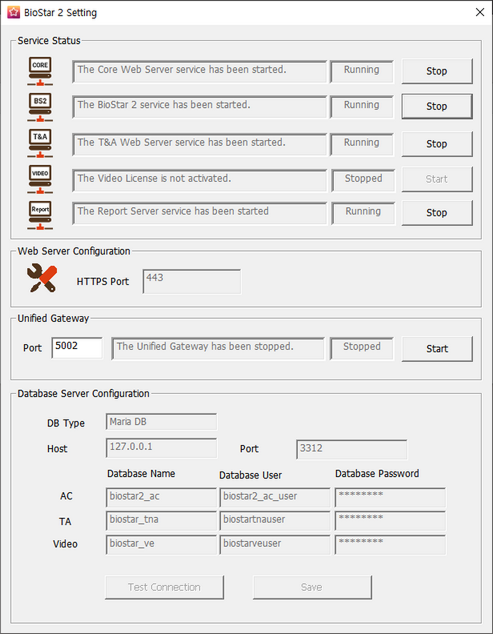 BioStar 2 Setting
Service Status
CORE The Core Web Server service has been started. Running Stop
BS2 The BioStar 2 service has been started. Running Stop
T&A The T&A Web Server service has been started. Running Stop
VIDEO The Video License is not activated. Stopped Start
Report The Report Server service has been started Running Stop
Web Server Configuration
HTTPS Port 443
Unified Gateway
Port 5002 The Unified Gateway has been stopped. Stopped Start
Database Server Configuration
DB Type Maria DB
Host 127.0.0.1 Port 3312
Database Name Database User Database Password
AC biostar2_ac biostar2_ac_user ********
TA biostar_tna biostartnauser ********
Video biostar_ve biostarveuser ********
Test Connection Save